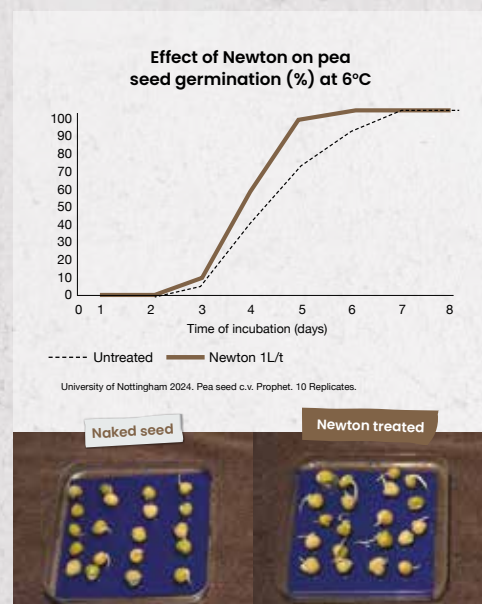 Effect of Newton on pea
seed germination (%) at 6ºC
100
90
80
70
60
50
40
30
20
10
0
0 1 2 3 4 5 6 7 8
Time of incubation (days)
Untreated Newton 1L/t
University of Nottingham 2024. Pea seed c.v. Prophet. 10 Replicates.
Naked seed
Newton treated